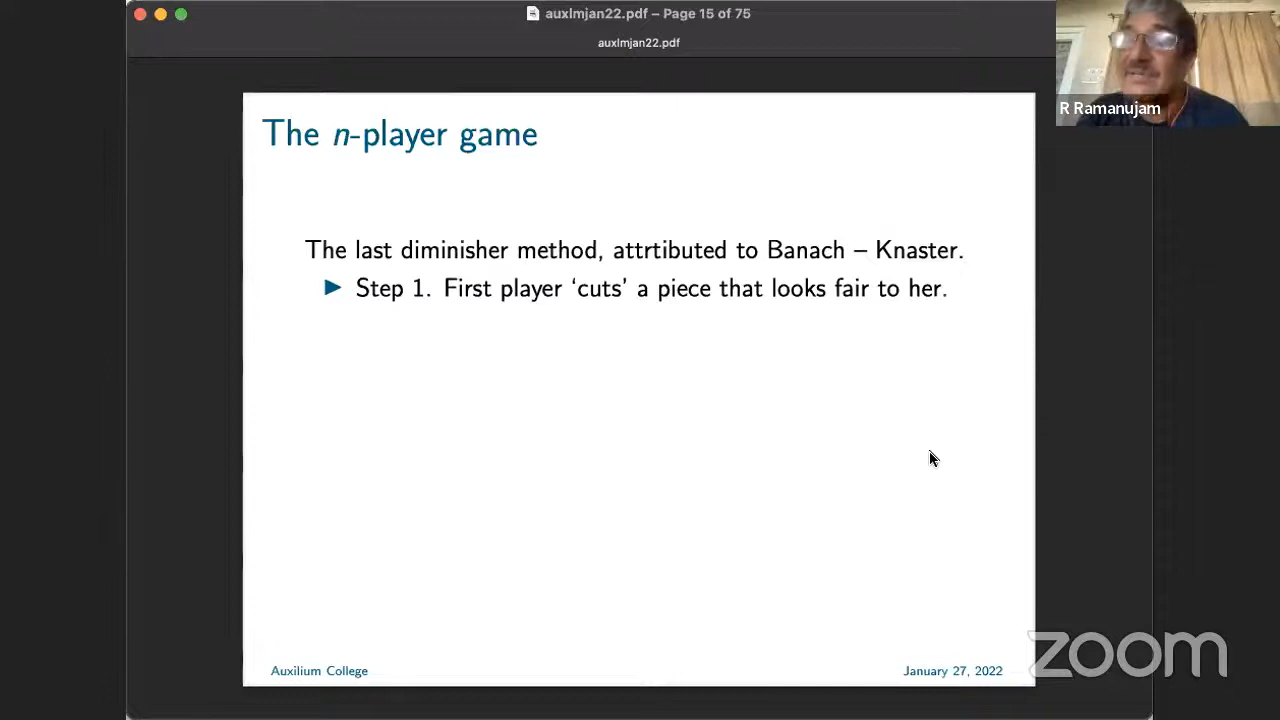 auxlmjan22.pdf – Page 15 of 75
auxlmjan22.pdf
R Ramanujam
The n-player game
The last diminisher method, attrtibuted to Banach – Knaster.
► Step 1. First player ‘cuts’ a piece that looks fair to her.
Auxilium College
January 27, 2022
zoom